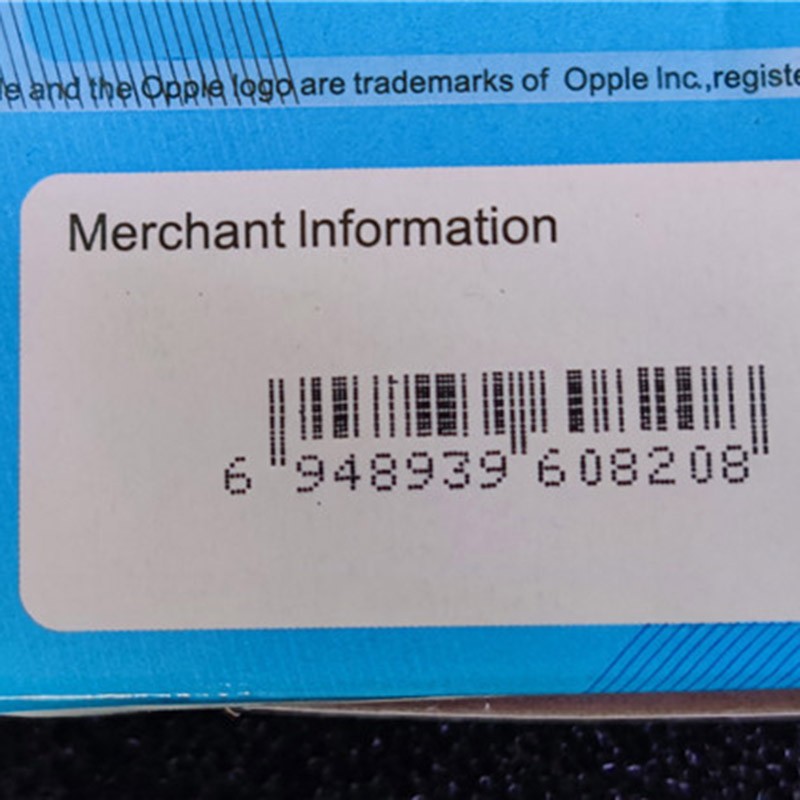 and the Opple logo are trademarks of Opple Inc.,registe
Merchant Information
6 948939 608208